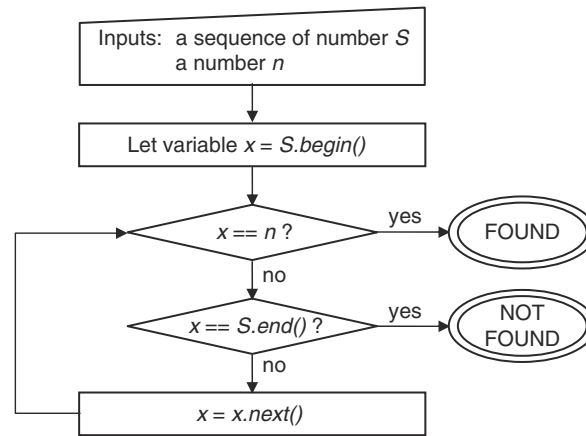 Inputs: a sequence of number S
a number n
Let variable x = S.begin()
x == n ?
yes
FOUND
no
x == S.end() ?
yes
NOT
FOUND
no
x = x.next()